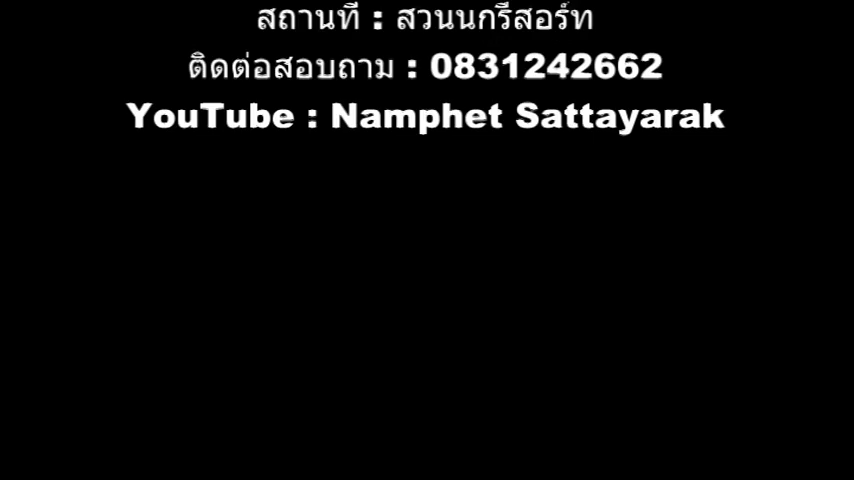 สถานที่ : สวนนกรีสอร์ท
ติดต่อสอบถาม : 0831242662
YouTube : Namphet Sattayarak